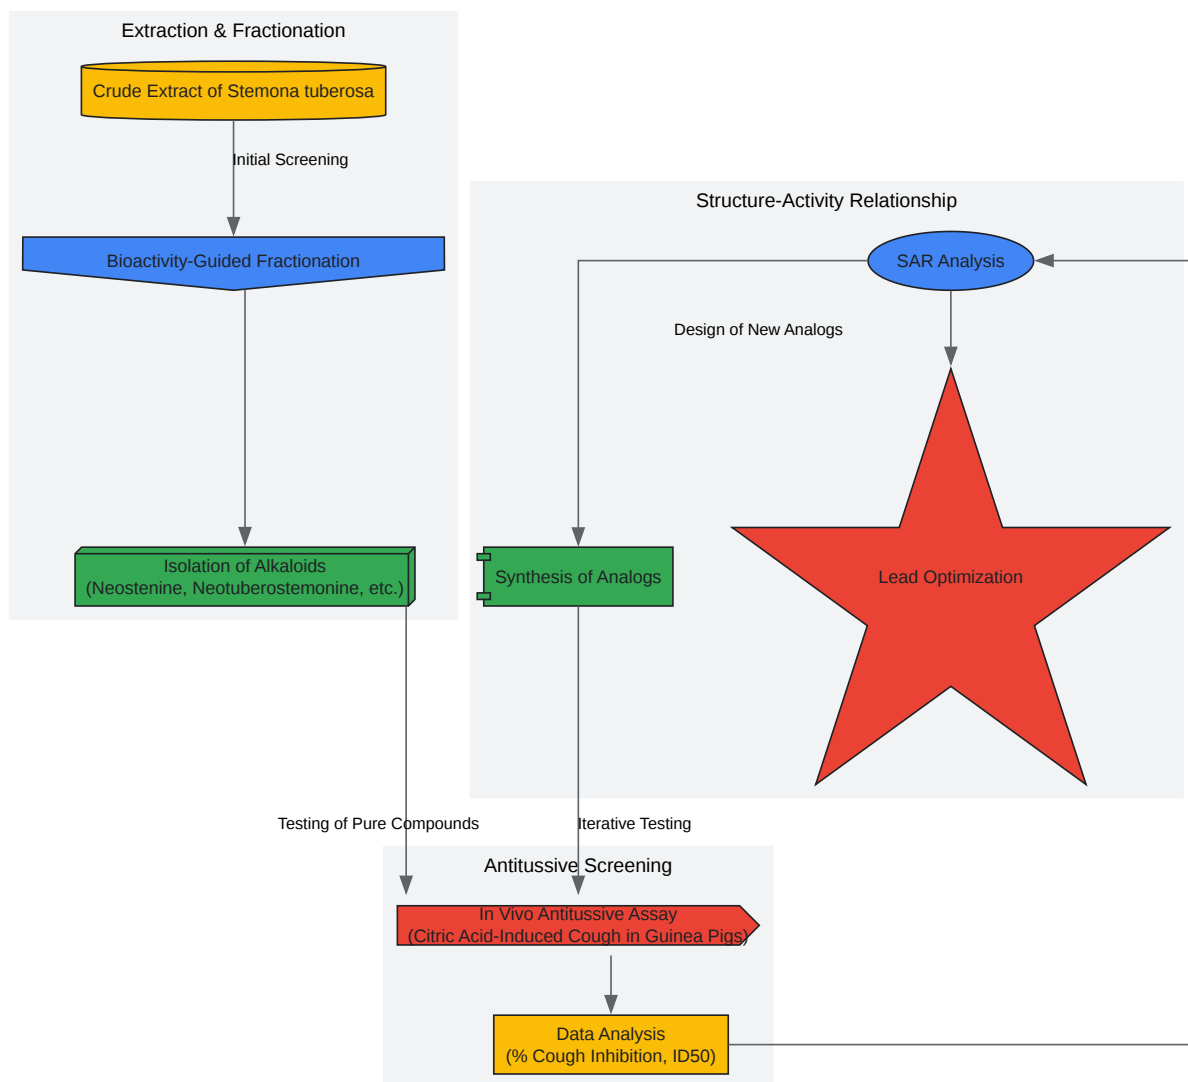 Extraction & Fractionation
Crude Extract of Stemona tuberosa
Initial Screening
Bioactivity-Guided Fractionation
Isolation of Alkaloids
(Neostenine, Neotuberostemonine, etc.)
Testing of Pure Compounds
Structure-Activity Relationship
SAR Analysis
Design of New Analogs
Synthesis of Analogs
Lead Optimization
Iterative Testing
Antitussive Screening
In Vivo Antitussive Assay
(Citric Acid-Induced Cough in Guinea Pigs)
Data Analysis
(% Cough Inhibition, ID50)